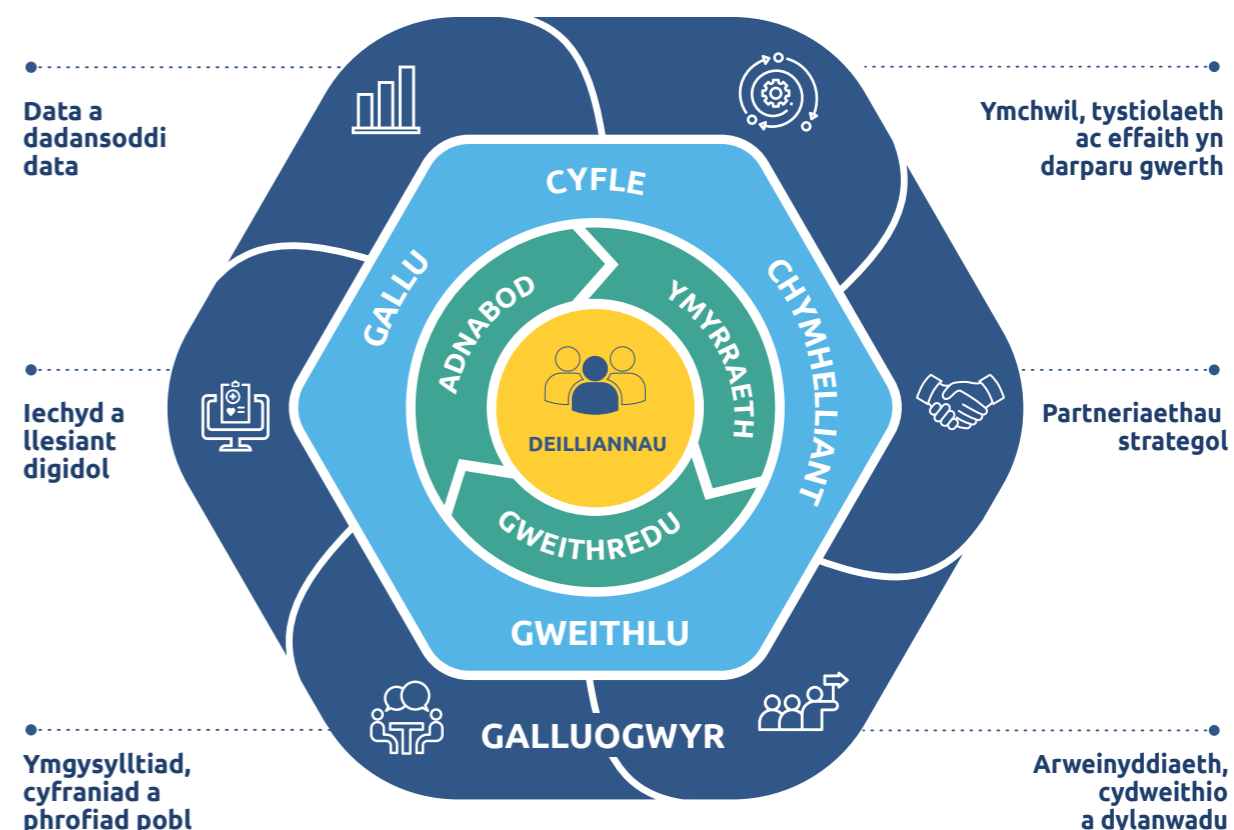 Data a
dadansoddi
data
Ymchwil, tystiolaeth
ac effaith yn
darparu gwerth
CYFLE
GALLU
CHYMHELLIANT
ADNABOD
YMYRRAETH
DEILLIANNAU
GWEITHREDU
GWEITHLU
Iechyd a
llesiant
digidol
Partneriaethau
strategol
GALLUOGWYR
Ymgysylltiad,
cyfraniad a
phrofiad pobl
Arweinyddiaeth,
cydweithio
a dylanwadu